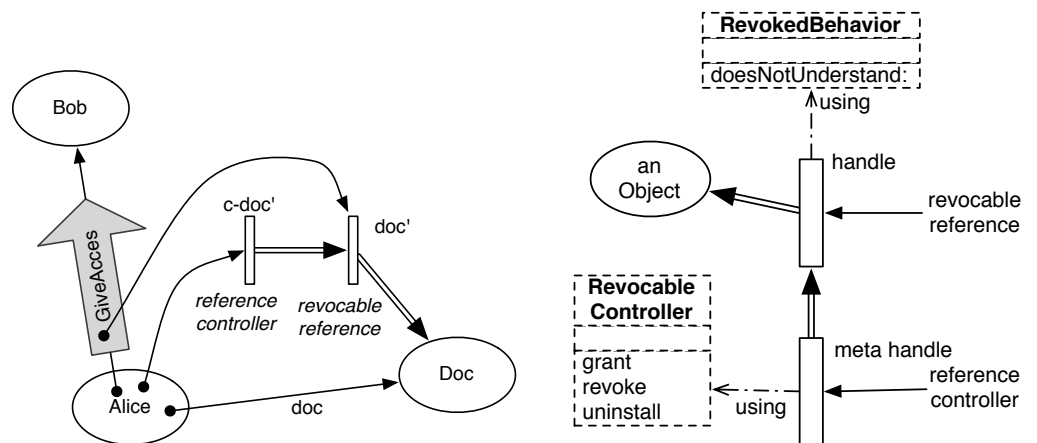 Bob
GiveAcces
c-doc'
doc'
reference
controller
revocable
reference
Alice
doc
Doc
RevokedBehavior
doesNotUnderstand:
using
an
Object
handle
revocable
reference
Revocable
Controller
grant
revoke
uninstall
using
meta handle
reference
controller